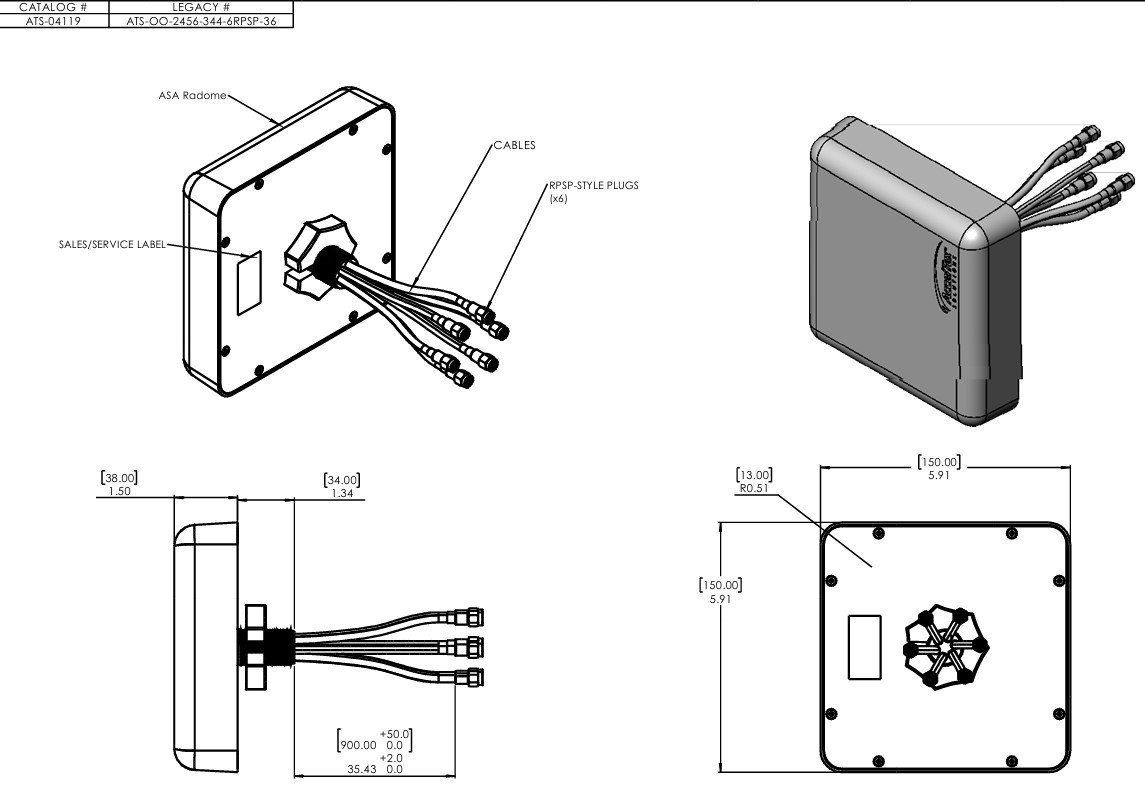 CATALOG # LEGACY #
ATS-04119 ATS-OO-2456-344-6RPSP-36
ASA Radome
CABLES
RPSP-STYLE PLUGS
(x6)
SALES/SERVICE LABEL
AccelTex
SOLUTIONS
[38.00]
1.50
[34.00]
1.34
[13.00]
R0.51
[150.00]
5.91
[150.00]
5.91
[900.00 +50.0 0.0]
35.43 +2.0 0.0